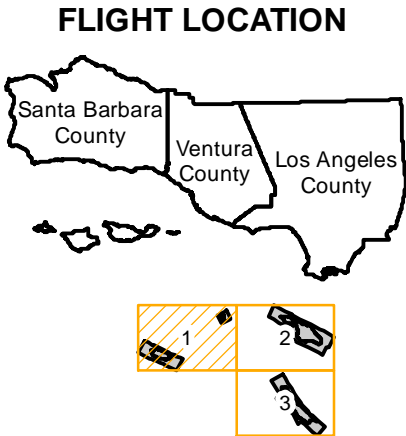 FLIGHT LOCATION
Santa Barbara
County
Ventura
County
Los Angeles
County
1
2
3